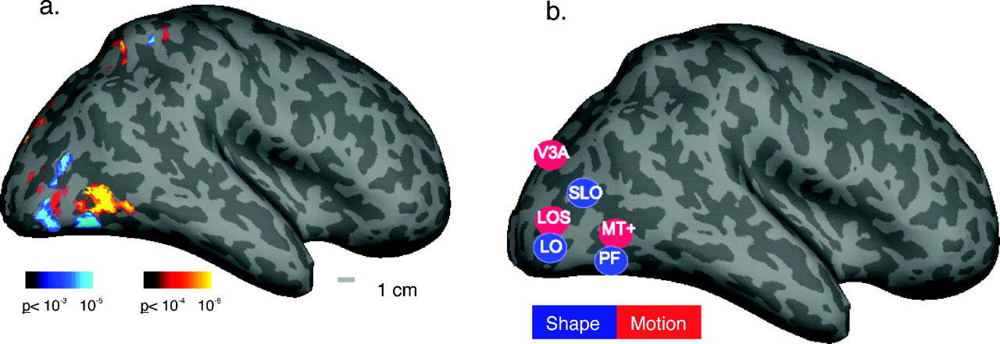 a.
p< 10⁻³ 10⁻⁵
p< 10⁻⁴ 10⁻⁶
1 cm
b.
V3A
SLO
LOS
MT+
LO
PF
Shape Motion